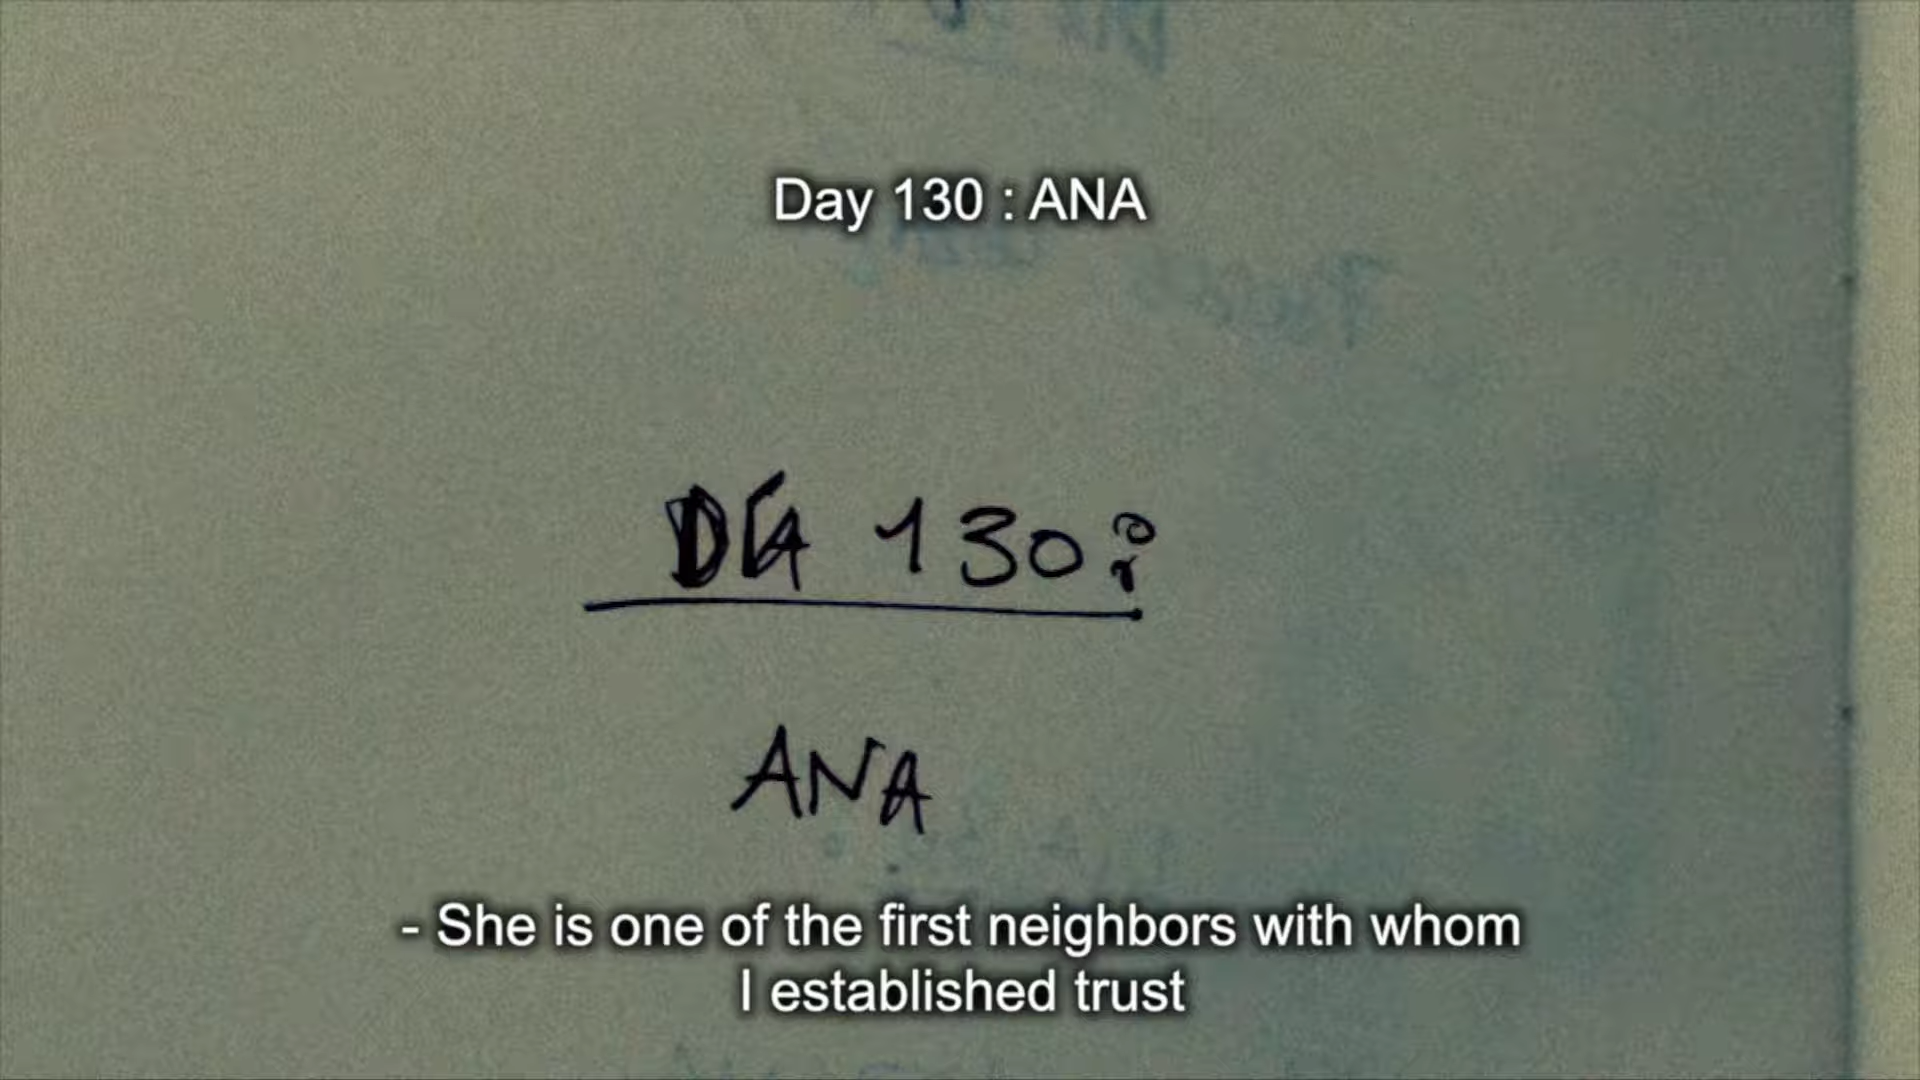 Day 130 : ANA
DÍA 130:
ANA
- She is one of the first neighbors with whom
I established trust